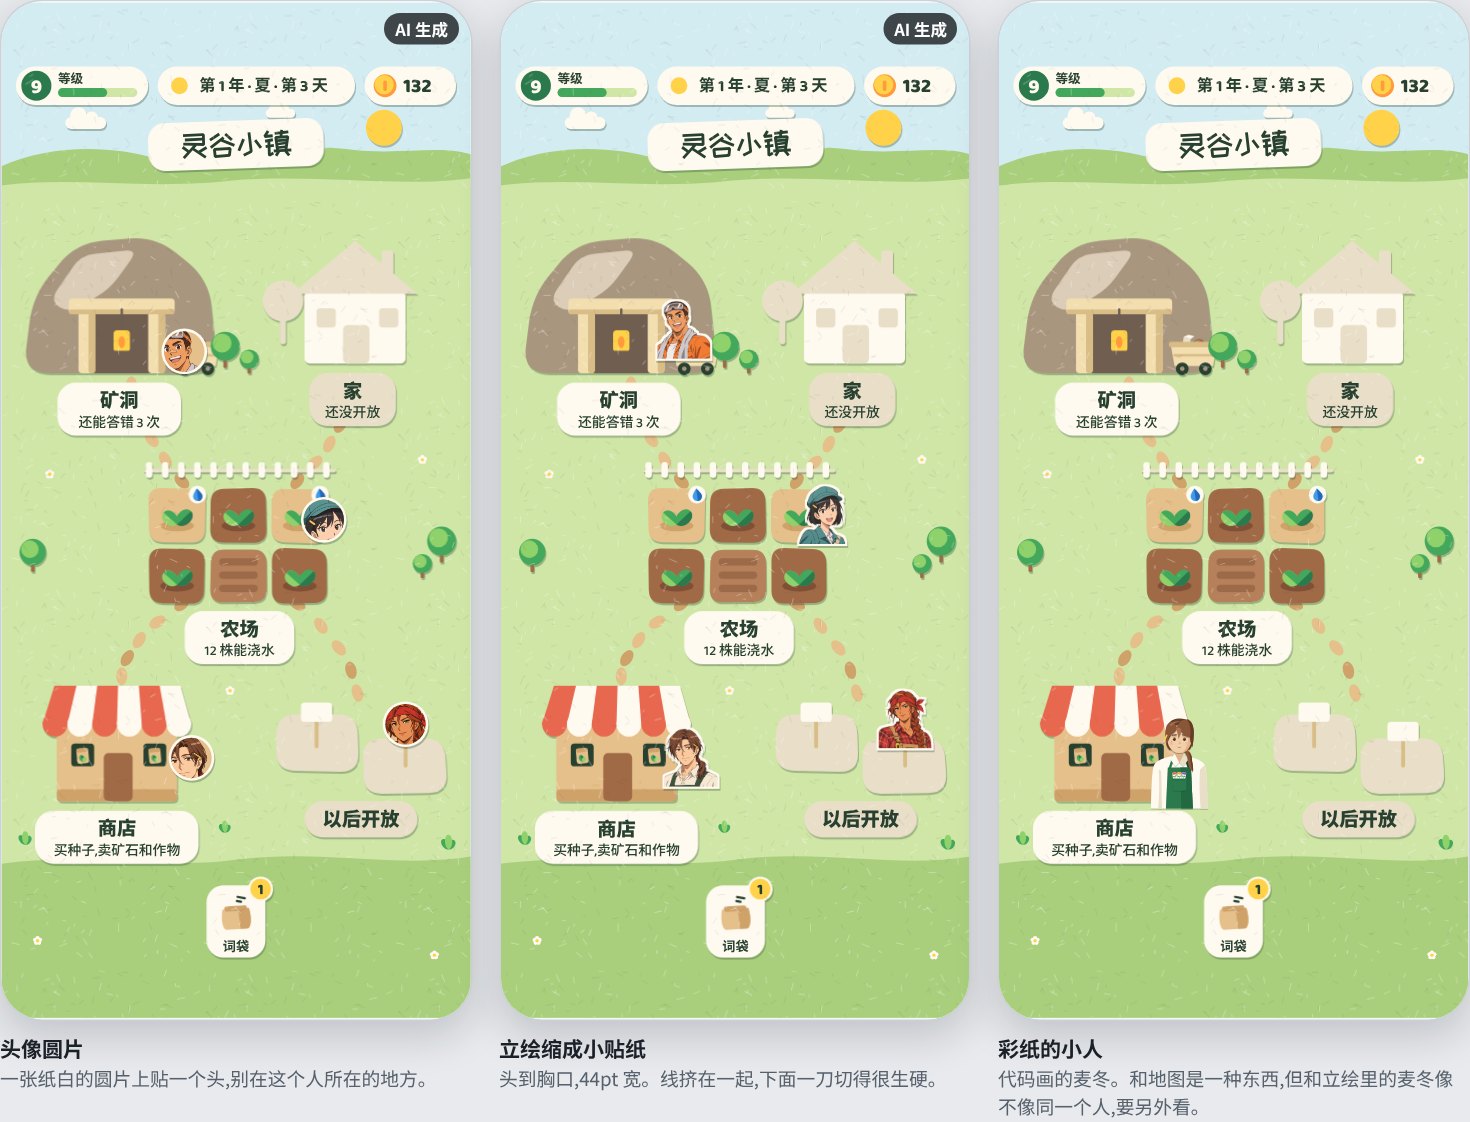 AI 生成
9
等级
第1年·夏·第3天
132
灵谷小镇
矿洞
还能答错 3 次
家
还没开放
农场
12 株能浇水
商店
买种子,卖矿石和作物
以后开放
1
词袋
头像圆片
一张纸白的圆片上贴一个头,别在这个人所在的地方。
AI 生成
9
等级
第1年·夏·第3天
132
灵谷小镇
矿洞
还能答错 3 次
家
还没开放
农场
12 株能浇水
商店
买种子,卖矿石和作物
以后开放
1
词袋
立绘缩成小贴纸
头到胸口,44pt 宽。线挤在一起,下面一刀切得很生硬。
9
等级
第1年·夏·第3天
132
灵谷小镇
矿洞
还能答错 3 次
家
还没开放
农场
12 株能浇水
商店
买种子,卖矿石和作物
以后开放
1
词袋
彩纸的小人
代码画的麦冬。和地图是一种东西,但和立绘里的麦冬像
不像同一个人,要另外看。